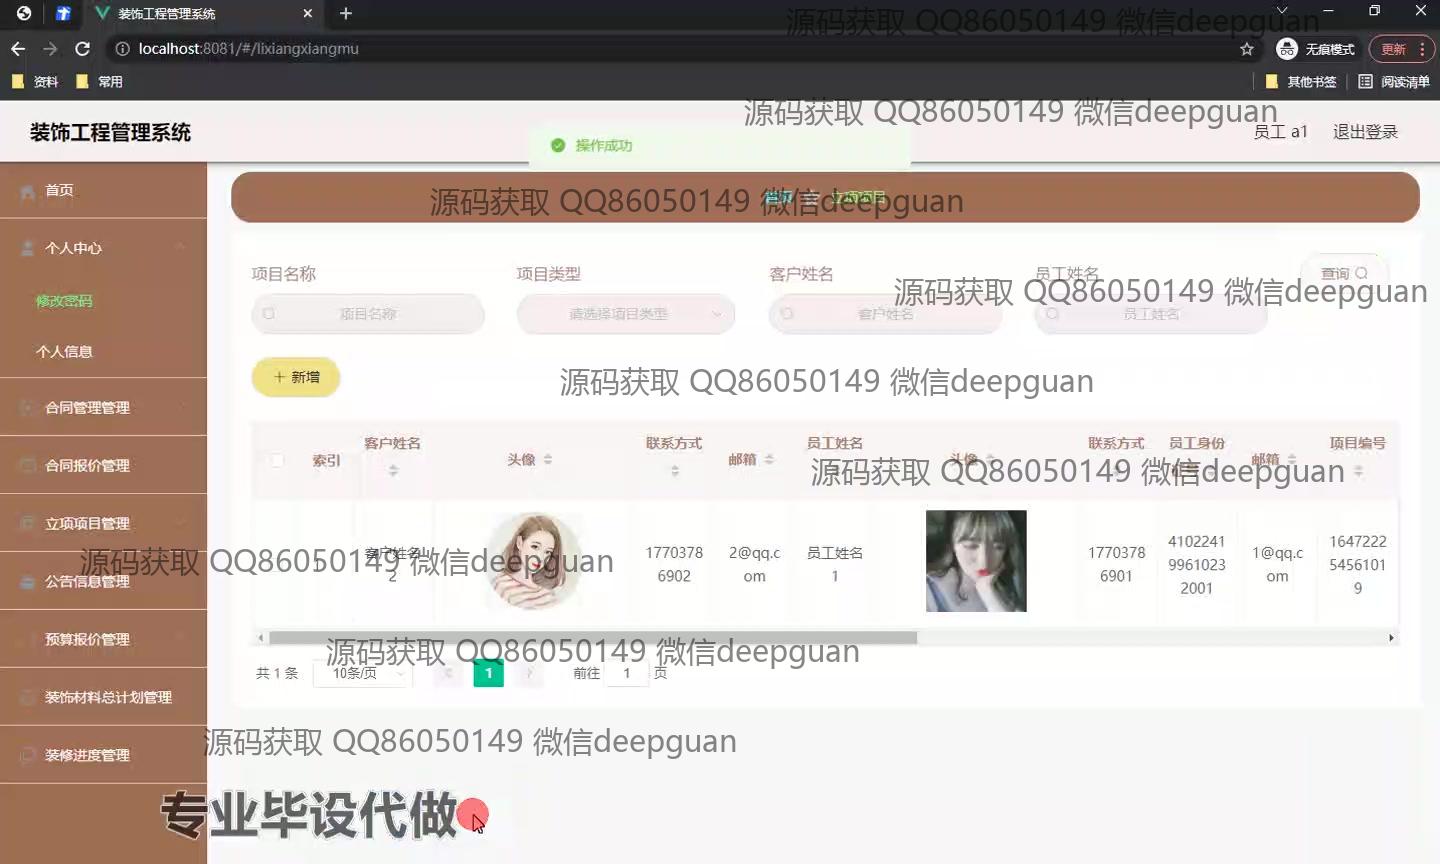 装饰工程管理系统
源码获取 QQ86050149 微信deepguan
localhost:8081/#/lixiangxiangmu
无痕模式
更新
资料
常用
其他书签
阅读清单
源码获取 QQ86050149 微信deepguan
装饰工程管理系统
操作成功
员工 a1
退出登录
首页
源码获取 QQ86050149 微信deepguan
首页
立项项目
个人中心
修改密码
个人信息
合同管理管理
合同报价管理
立项项目管理
公告信息管理
预算报价管理
装饰材料总计划管理
装修进度管理
项目名称
项目类型
客户姓名
员工姓名
查询
源码获取 QQ86050149 微信deepguan
项目名称
请选择项目类型
客户姓名
员工姓名
+ 新增
源码获取 QQ86050149 微信deepguan
索引
客户姓名
头像
联系方式
邮箱
员工姓名
头像
联系方式
员工身份
邮箱
项目编号
源码获取 QQ86050149 微信deepguan
1
客户姓名
2
1770378
6902
2@qq.c
om
员工姓名
1
1770378
6901
4102241
9961023
2001
1@qq.c
om
1647222
5456101
9
源码获取 QQ86050149 微信deepguan
源码获取 QQ86050149 微信deepguan
共 1 条
10条/页
1
前往
1
页
源码获取 QQ86050149 微信deepguan
专业毕设代做